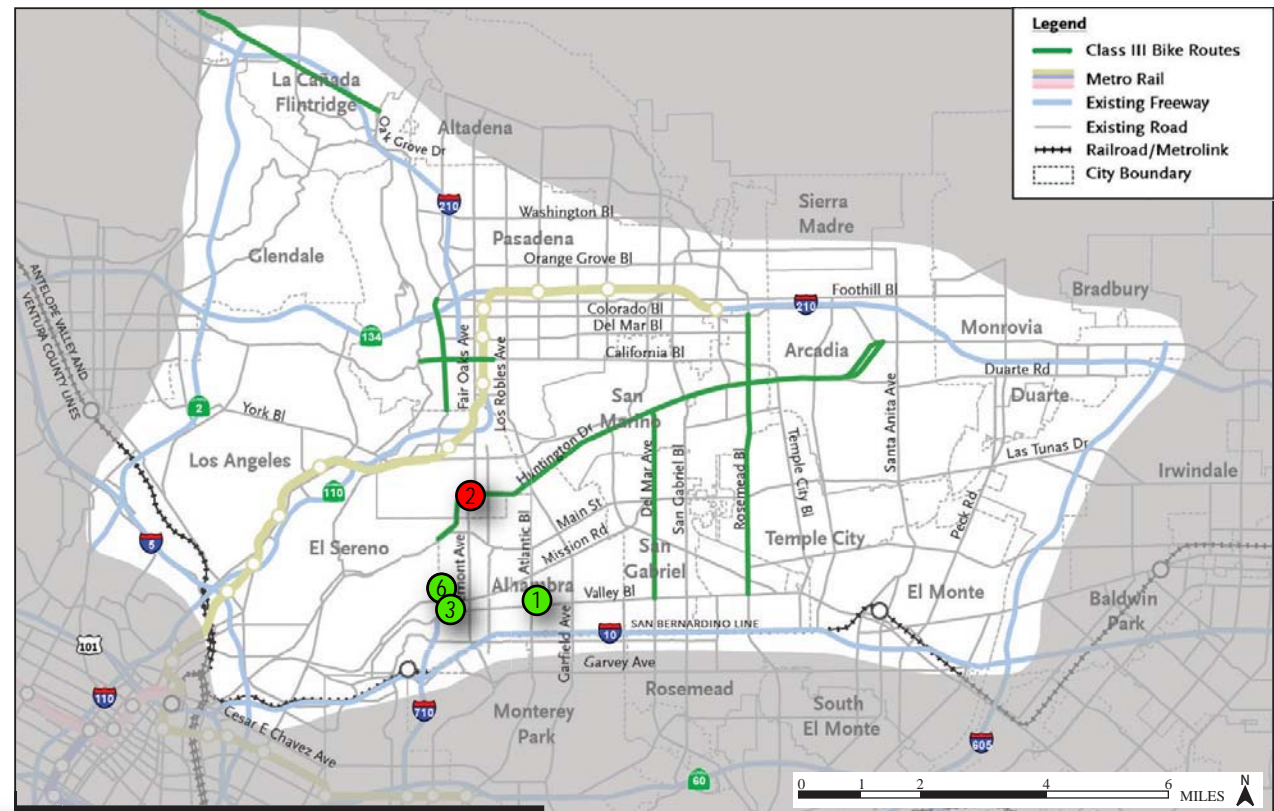 Legend
Class III Bike Routes
Metro Rail
Existing Freeway
Existing Road
Railroad/Metrolink
City Boundary
La Cañada
Flintridge
Oak Grove Dr
Altadena
210
Sierra
Madre
Washington Bl
Pasadena
Glendale
Orange Grove Bl
ANTELOPE VALLEY AND
VENTURA COUNTY LINES
Foothill Bl
Bradbury
210
Colorado Bl
Del Mar Bl
Monrovia
134
Fair Oaks Ave
Los Robles Ave
California Bl
Arcadia
Duarte Rd
Duarte
2
York Bl
San
Marino
Santa Anita Ave
Huntington Dr
Las Tunas Dr
Los Angeles
Del Mar Ave
San Gabriel Bl
Rosemead Bl
Temple City Bl
Irwindale
110
2
Peck Rd
Main St
Atlantic Bl
Mission Rd
5
El Sereno
mont Ave
San
Gabriel
Temple City
6
3
Alhambra
1
Valley Bl
El Monte
Baldwin
Park
Garfield Ave
10
SAN BERNARDINO LINE
101
Garvey Ave
110
710
Rosemead
South
El Monte
Monterey
Park
Cesar E Chavez Ave
605
60
0 1 2 4 6
MILES
N